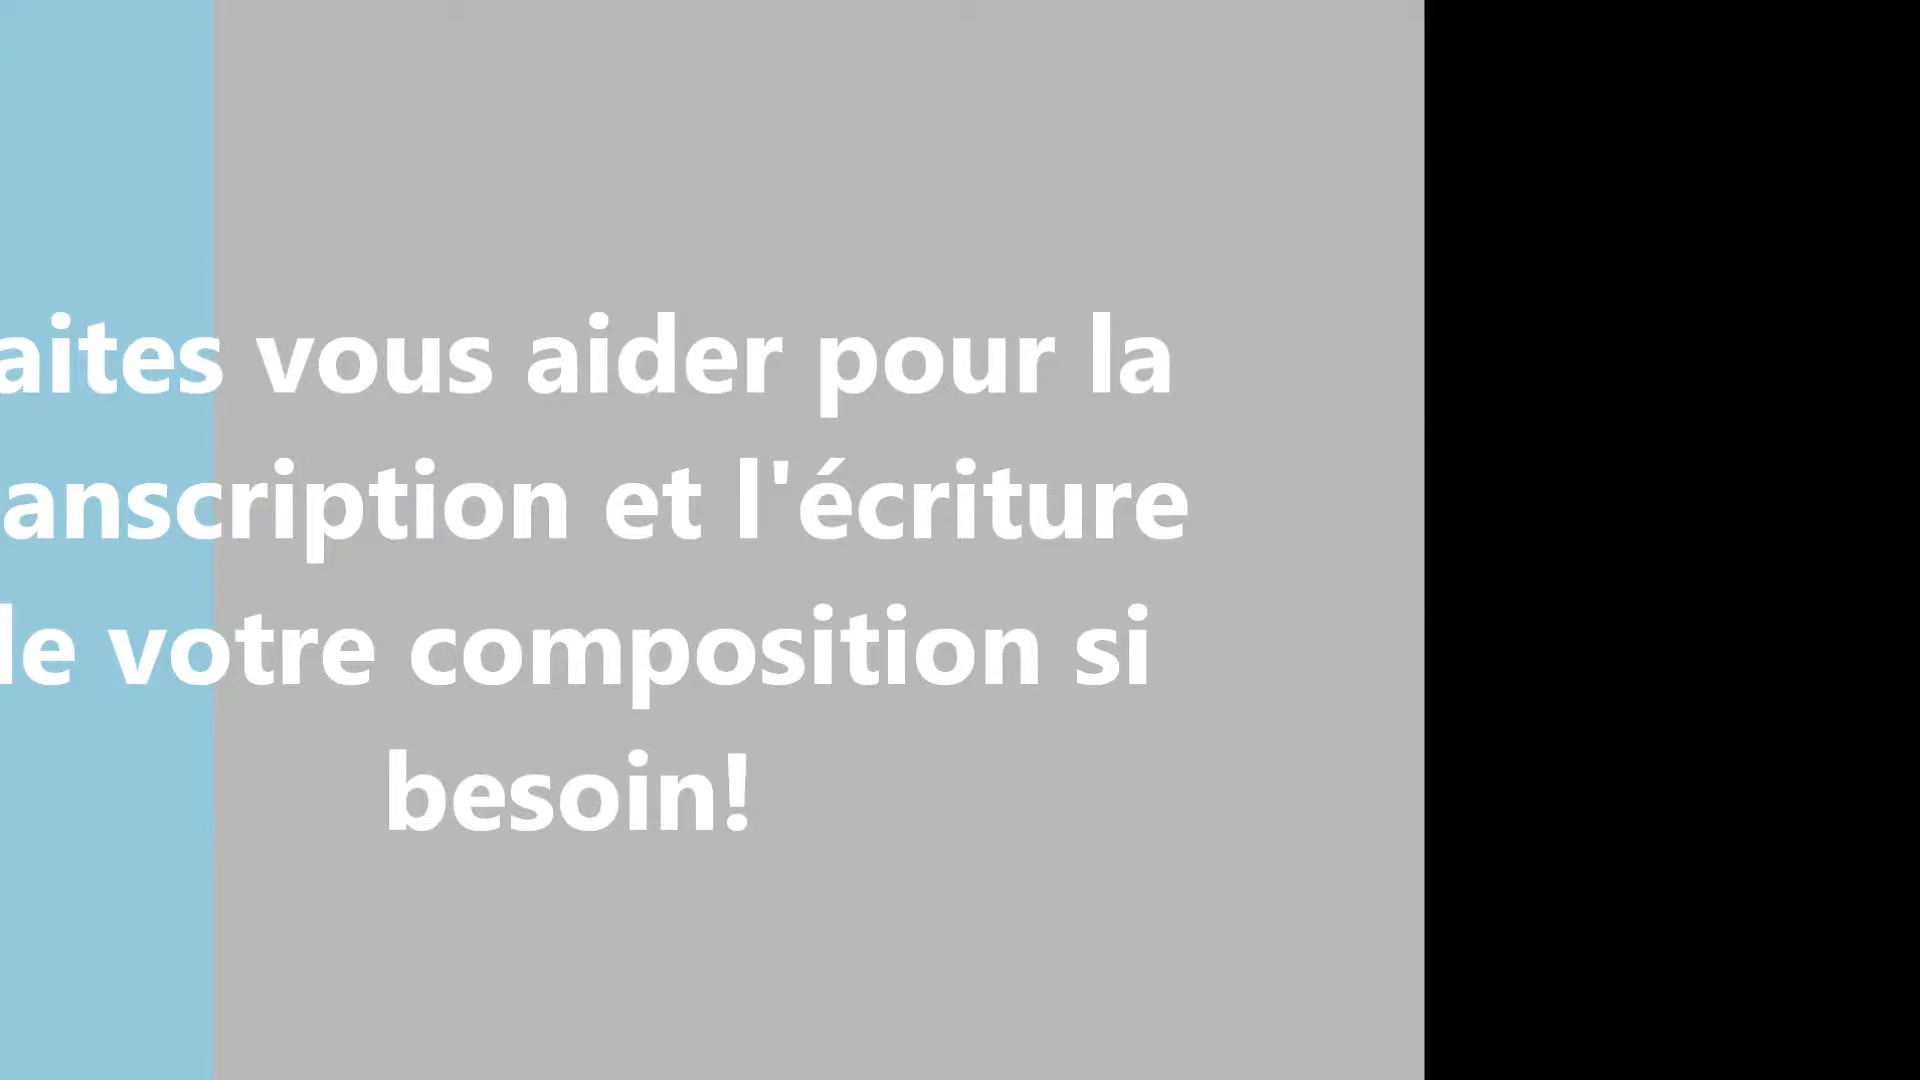 aites vous aider pour la
anscription et l'écriture
le votre composition si
besoin!